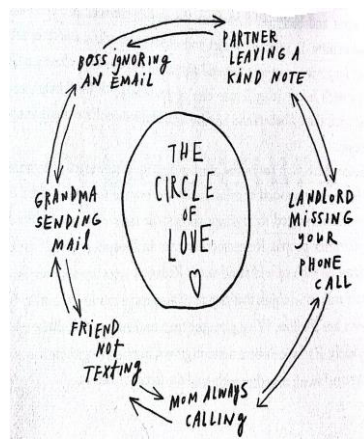 THE
CIRCLE
OF
LOVE
BOSS IGNORING
AN EMAIL
PARTNER
LEAVING A
KIND NOTE
LANDLORD
MISSING
YOUR
PHONE
CALL
MOM ALWAYS
CALLING
FRIEND
NOT
TEXTING
GRANDMA
SENDING
MAIL